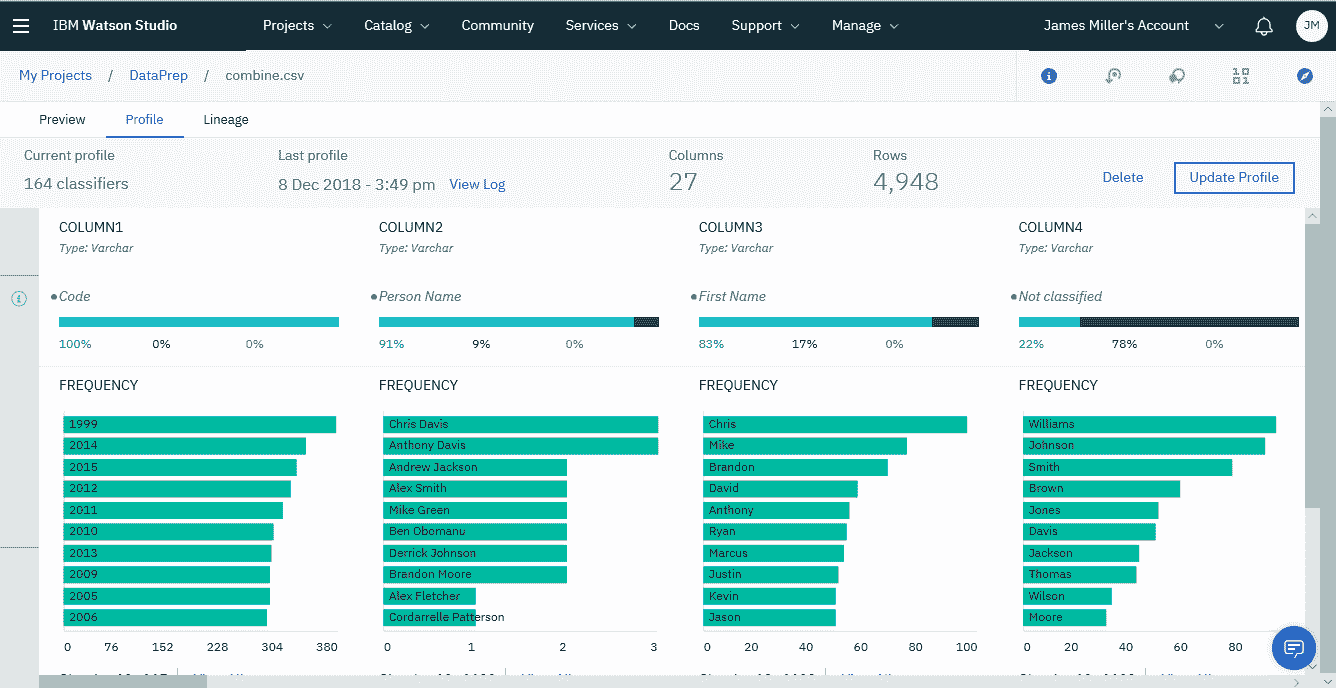 IBM Watson Studio Projects Catalog Community Services Docs Support Manage James Miller's Account JM
My Projects / DataPrep / combine.csv
Preview Profile Lineage
Current profile Last profile Columns Rows
164 classifiers 8 Dec 2018 - 3:49 pm View Log 27 4,948 Delete Update Profile
COLUMN1 COLUMN2 COLUMN3 COLUMN4
Type: Varchar Type: Varchar Type: Varchar Type: Varchar
Code Person Name First Name Not classified
100% 0% 0% 91% 9% 0% 83% 17% 0% 22% 78% 0%
FREQUENCY FREQUENCY FREQUENCY FREQUENCY
1999 Chris Davis Chris Williams
2014 Anthony Davis Mike Johnson
2015 Andrew Jackson Brandon Smith
2012 Alex Smith David Brown
2011 Mike Green Anthony Jones
2010 Ben Obomanu Ryan Davis
2013 Derrick Johnson Marcus Jackson
2009 Brandon Moore Justin Thomas
2005 Alex Fletcher Kevin Wilson
2006 Cordarrelle Patterson Jason Moore
0 76 152 228 304 380 0 1 2 3 0 20 40 60 80 100 0 20 40 60 80